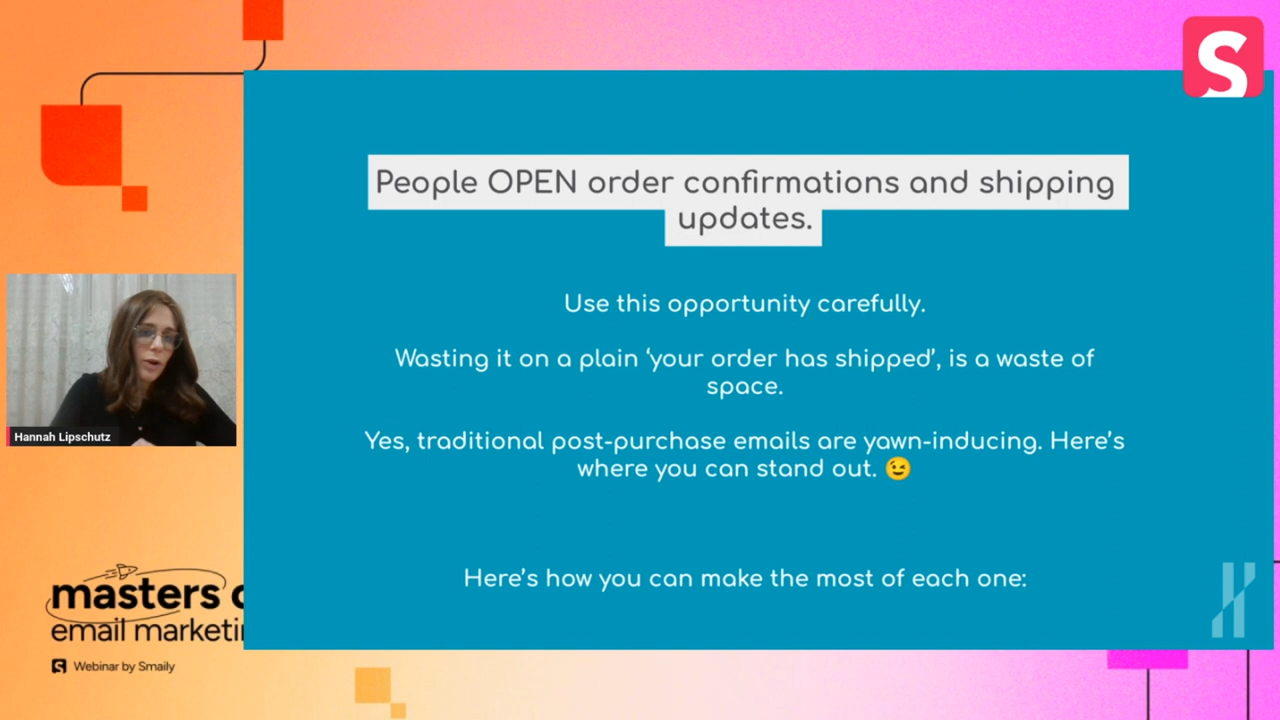 People OPEN order confirmations and shipping
updates.
Use this opportunity carefully.
Wasting it on a plain ‘your order has shipped’, is a waste of
space.
Yes, traditional post-purchase emails are yawn-inducing. Here’s
where you can stand out. 😉
Here’s how you can make the most of each one:
Hannah Lipschutz
masters
email marketi
Webinar by Smaily
S